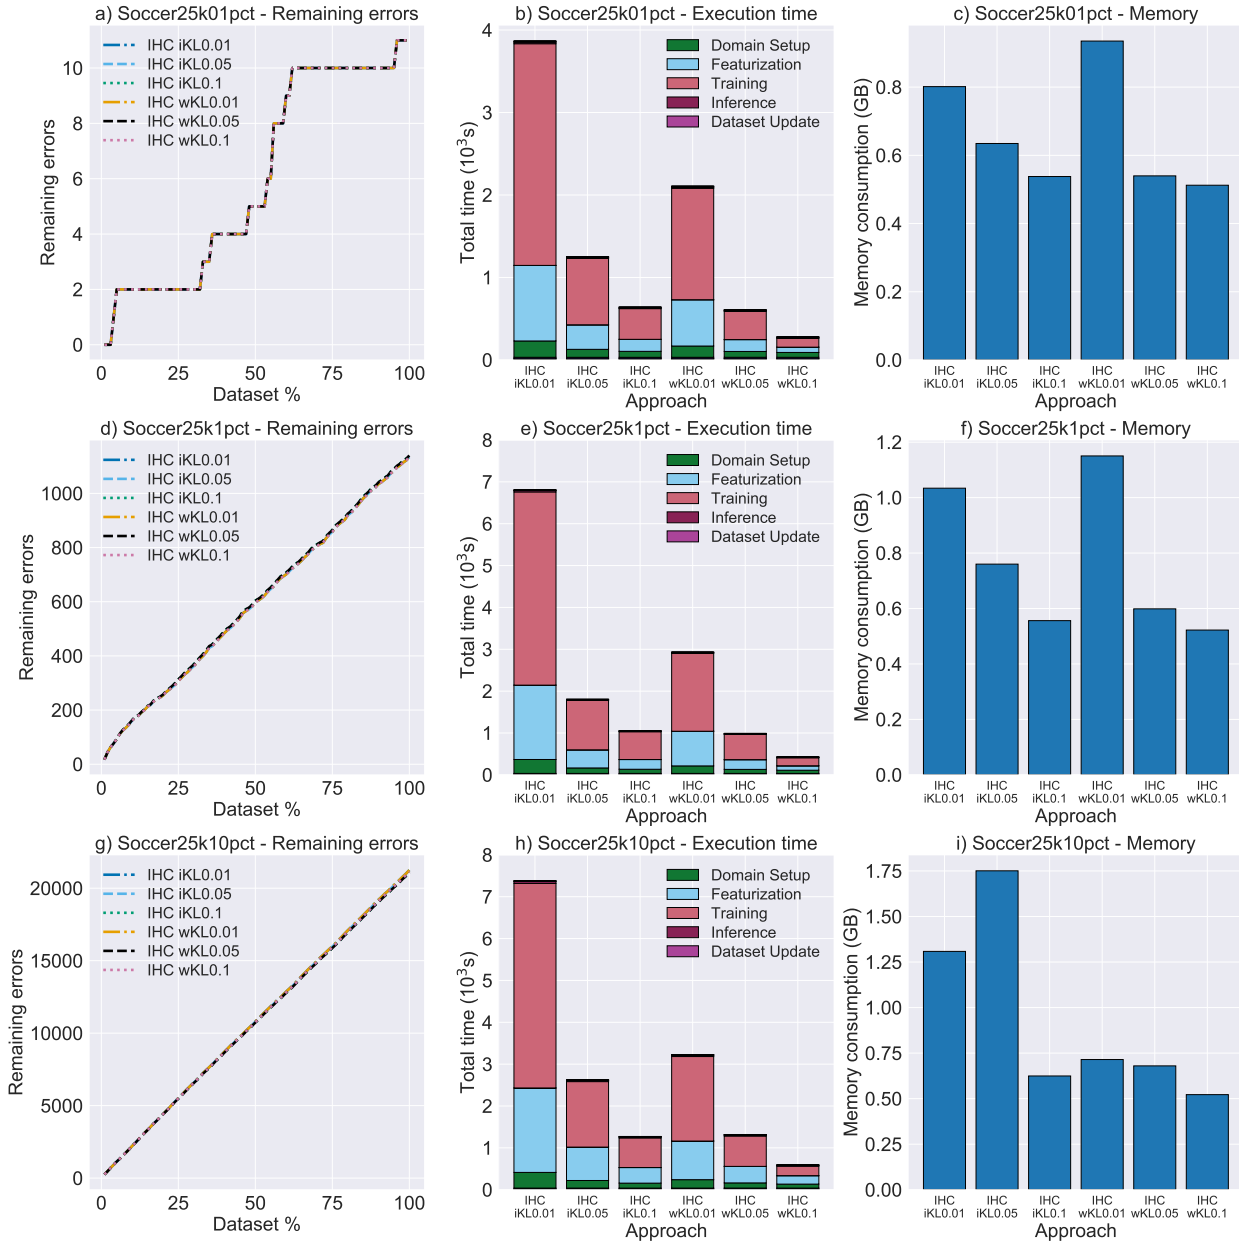 a) Soccer25k01pct - Remaining errors
IHC iKL0.01
IHC iKL0.05
IHC iKL0.1
IHC wKL0.01
IHC wKL0.05
IHC wKL0.1
Remaining errors
10
8
6
4
2
0
0 25 50 75 100
Dataset %
b) Soccer25k01pct - Execution time
Domain Setup
Featurization
Training
Inference
Dataset Update
Total time (10³s)
4
3
2
1
0
IHC IHC IHC IHC IHC IHC
iKL0.01 iKL0.05 iKL0.1 wKL0.01 wKL0.05 wKL0.1
Approach
c) Soccer25k01pct - Memory
Memory consumption (GB)
0.8
0.6
0.4
0.2
0.0
IHC IHC IHC IHC IHC IHC
iKL0.01 iKL0.05 iKL0.1 wKL0.01 wKL0.05 wKL0.1
Approach
d) Soccer25k1pct - Remaining errors
IHC iKL0.01
IHC iKL0.05
IHC iKL0.1
IHC wKL0.01
IHC wKL0.05
IHC wKL0.1
Remaining errors
1000
800
600
400
200
0
0 25 50 75 100
Dataset %
e) Soccer25k1pct - Execution time
Domain Setup
Featurization
Training
Inference
Dataset Update
Total time (10³s)
8
7
6
5
4
3
2
1
0
IHC IHC IHC IHC IHC IHC
iKL0.01 iKL0.05 iKL0.1 wKL0.01 wKL0.05 wKL0.1
Approach
f) Soccer25k1pct - Memory
Memory consumption (GB)
1.2
1.0
0.8
0.6
0.4
0.2
0.0
IHC IHC IHC IHC IHC IHC
iKL0.01 iKL0.05 iKL0.1 wKL0.01 wKL0.05 wKL0.1
Approach
g) Soccer25k10pct - Remaining errors
IHC iKL0.01
IHC iKL0.05
IHC iKL0.1
IHC wKL0.01
IHC wKL0.05
IHC wKL0.1
Remaining errors
20000
15000
10000
5000
0
0 25 50 75 100
Dataset %
h) Soccer25k10pct - Execution time
Domain Setup
Featurization
Training
Inference
Dataset Update
Total time (10³s)
8
7
6
5
4
3
2
1
0
IHC IHC IHC IHC IHC IHC
iKL0.01 iKL0.05 iKL0.1 wKL0.01 wKL0.05 wKL0.1
Approach
i) Soccer25k10pct - Memory
Memory consumption (GB)
1.75
1.50
1.25
1.00
0.75
0.50
0.25
0.00
IHC IHC IHC IHC IHC IHC
iKL0.01 iKL0.05 iKL0.1 wKL0.01 wKL0.05 wKL0.1
Approach